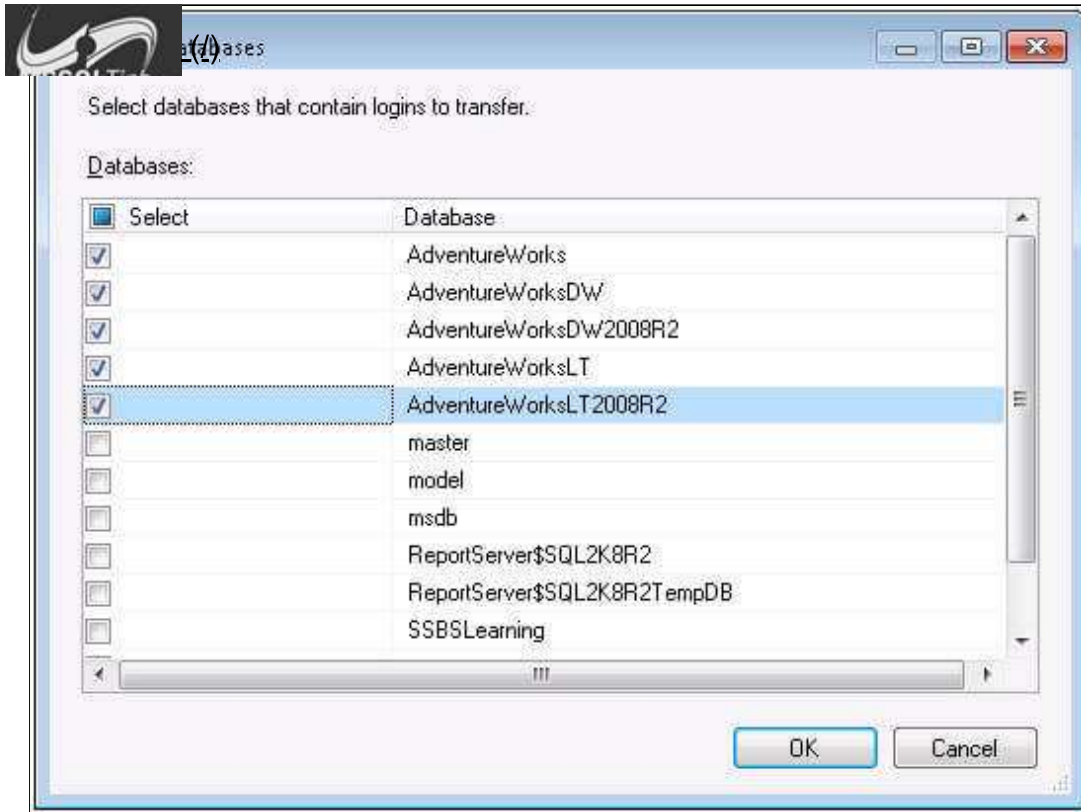 (/)
abases
Select databases that contain logins to transfer.
Databases:
Select Database
AdventureWorks
AdventureWorksDW
AdventureWorksDW2008R2
AdventureWorksLT
AdventureWorksLT2008R2
master
model
msdb
ReportServer$SQL2K8R2
ReportServer$SQL2K8R2TempDB
SSBSLearning
OK Cancel